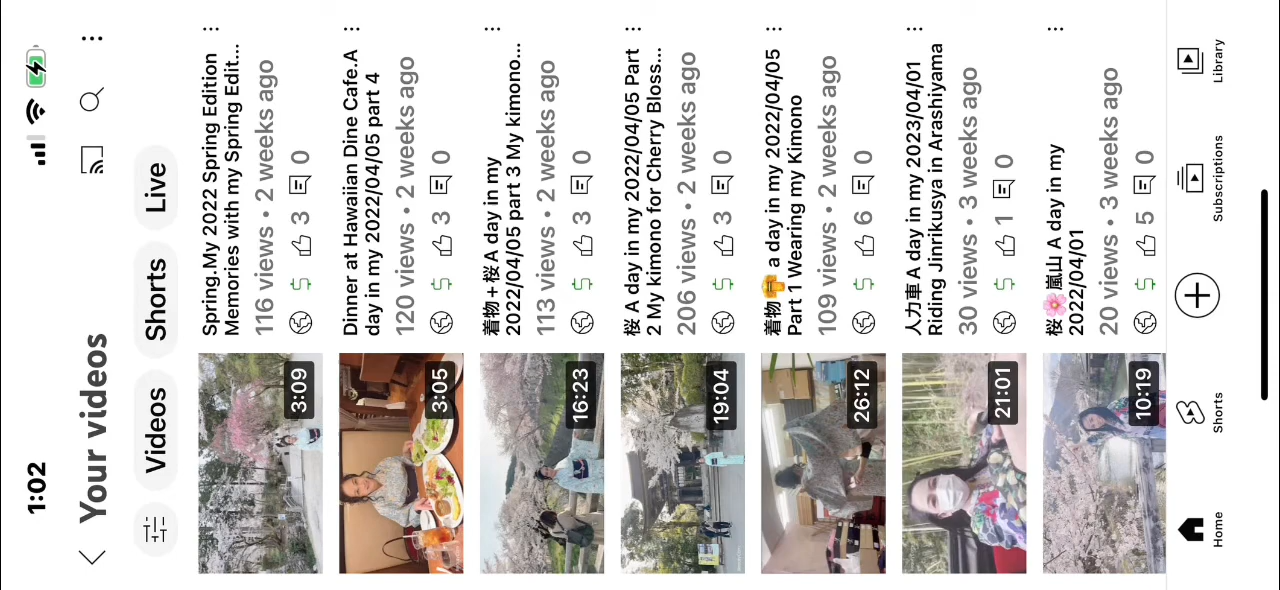 1:02
Your videos
Videos
Shorts
Live
3:09
Spring.My 2022 Spring Edition
Memories with my Spring Edit...
116 views • 2 weeks ago
$ 3 0
3:05
Dinner at Hawaiian Dine Cafe.A
day in my 2022/04/05 part 4
120 views • 2 weeks ago
$ 3 0
16:23
着物+桜 A day in my
2022/04/05 part 3 My kimono...
113 views • 2 weeks ago
$ 3 0
19:04
桜 A day in my 2022/04/05 Part
2 My kimono for Cherry Bloss...
206 views • 2 weeks ago
$ 3 0
26:12
着物👘 a day in my 2022/04/05
Part 1 Wearing my Kimono
109 views • 2 weeks ago
$ 6 0
21:01
人力車 A day in my 2023/04/01
Riding Jinrikusya in Arashiyama
30 views • 3 weeks ago
$ 1 0
10:19
桜🌸 嵐山 A day in my
2022/04/01
20 views • 3 weeks ago
$ 5 0
Home
Shorts
Subscriptions
Library